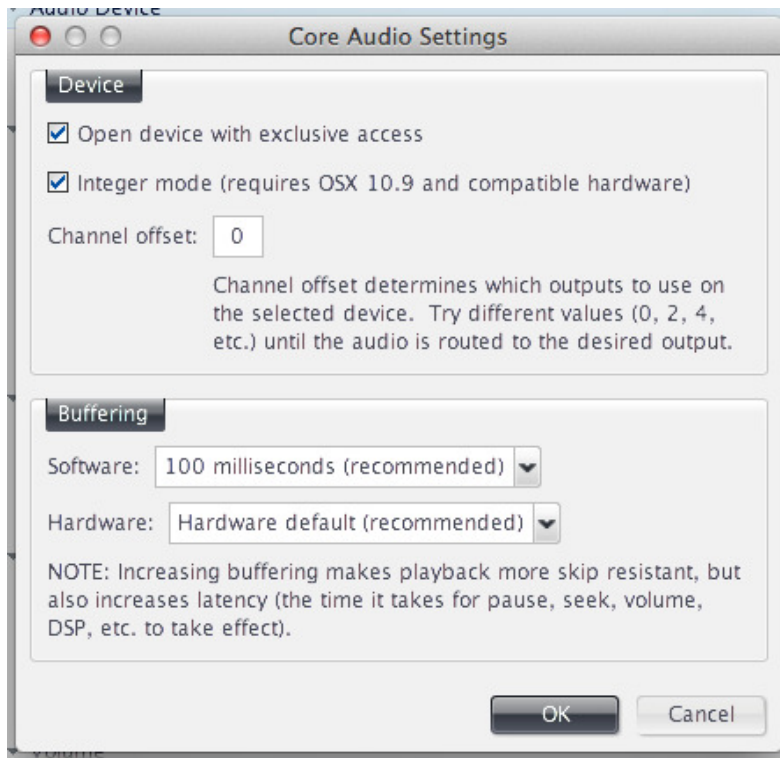 Audio Device
Core Audio Settings
Device
Open device with exclusive access
Integer mode (requires OSX 10.9 and compatible hardware)
Channel offset: 0
Channel offset determines which outputs to use on
the selected device.  Try different values (0, 2, 4,
etc.) until the audio is routed to the desired output.
Buffering
Software: 100 milliseconds (recommended)
Hardware: Hardware default (recommended)
NOTE: Increasing buffering makes playback more skip resistant, but
also increases latency (the time it takes for pause, seek, volume,
DSP, etc. to take effect).
OK Cancel
Volume